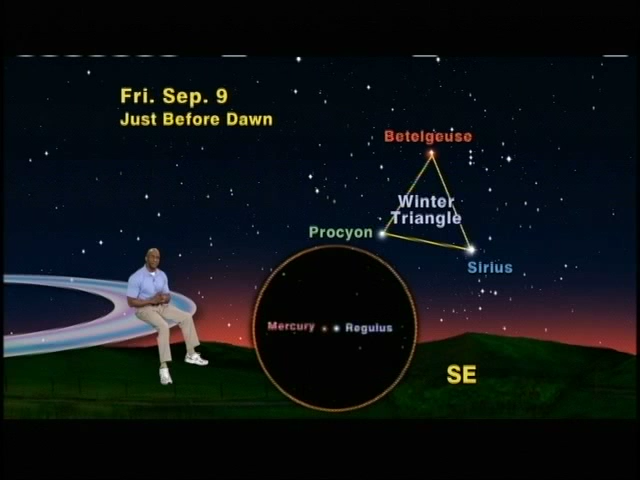 Fri. Sep. 9
Just Before Dawn
Betelgeuse
Winter
Triangle
Procyon
Sirius
Mercury
Regulus
SE